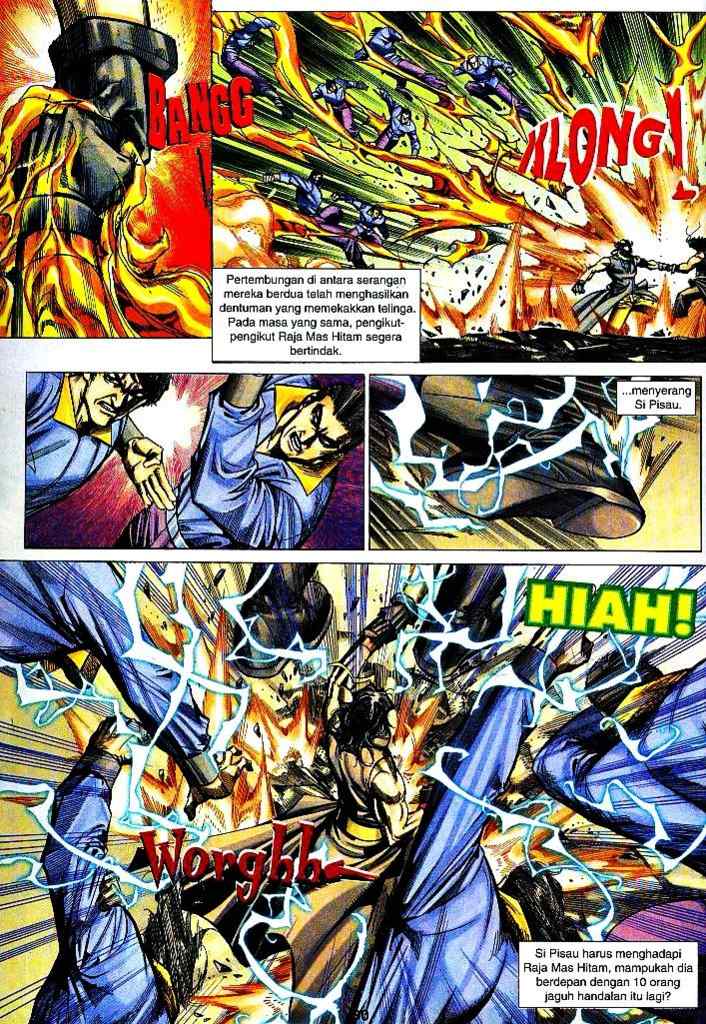 BANGG
KLONG!
Pertembungan di antara serangan
mereka berdua telah menghasilkan
dentuman yang memekakkan telinga.
Pada masa yang sama, pengikut-
pengikut Raja Mas Hitam segera
bertindak.
...menyerang
Si Pisau.
HIAH!
Worghh
Si Pisau harus menghadapi
Raja Mas Hitam, mampukah dia
berdepan dengan 10 orang
jaguh handalan itu lagi?